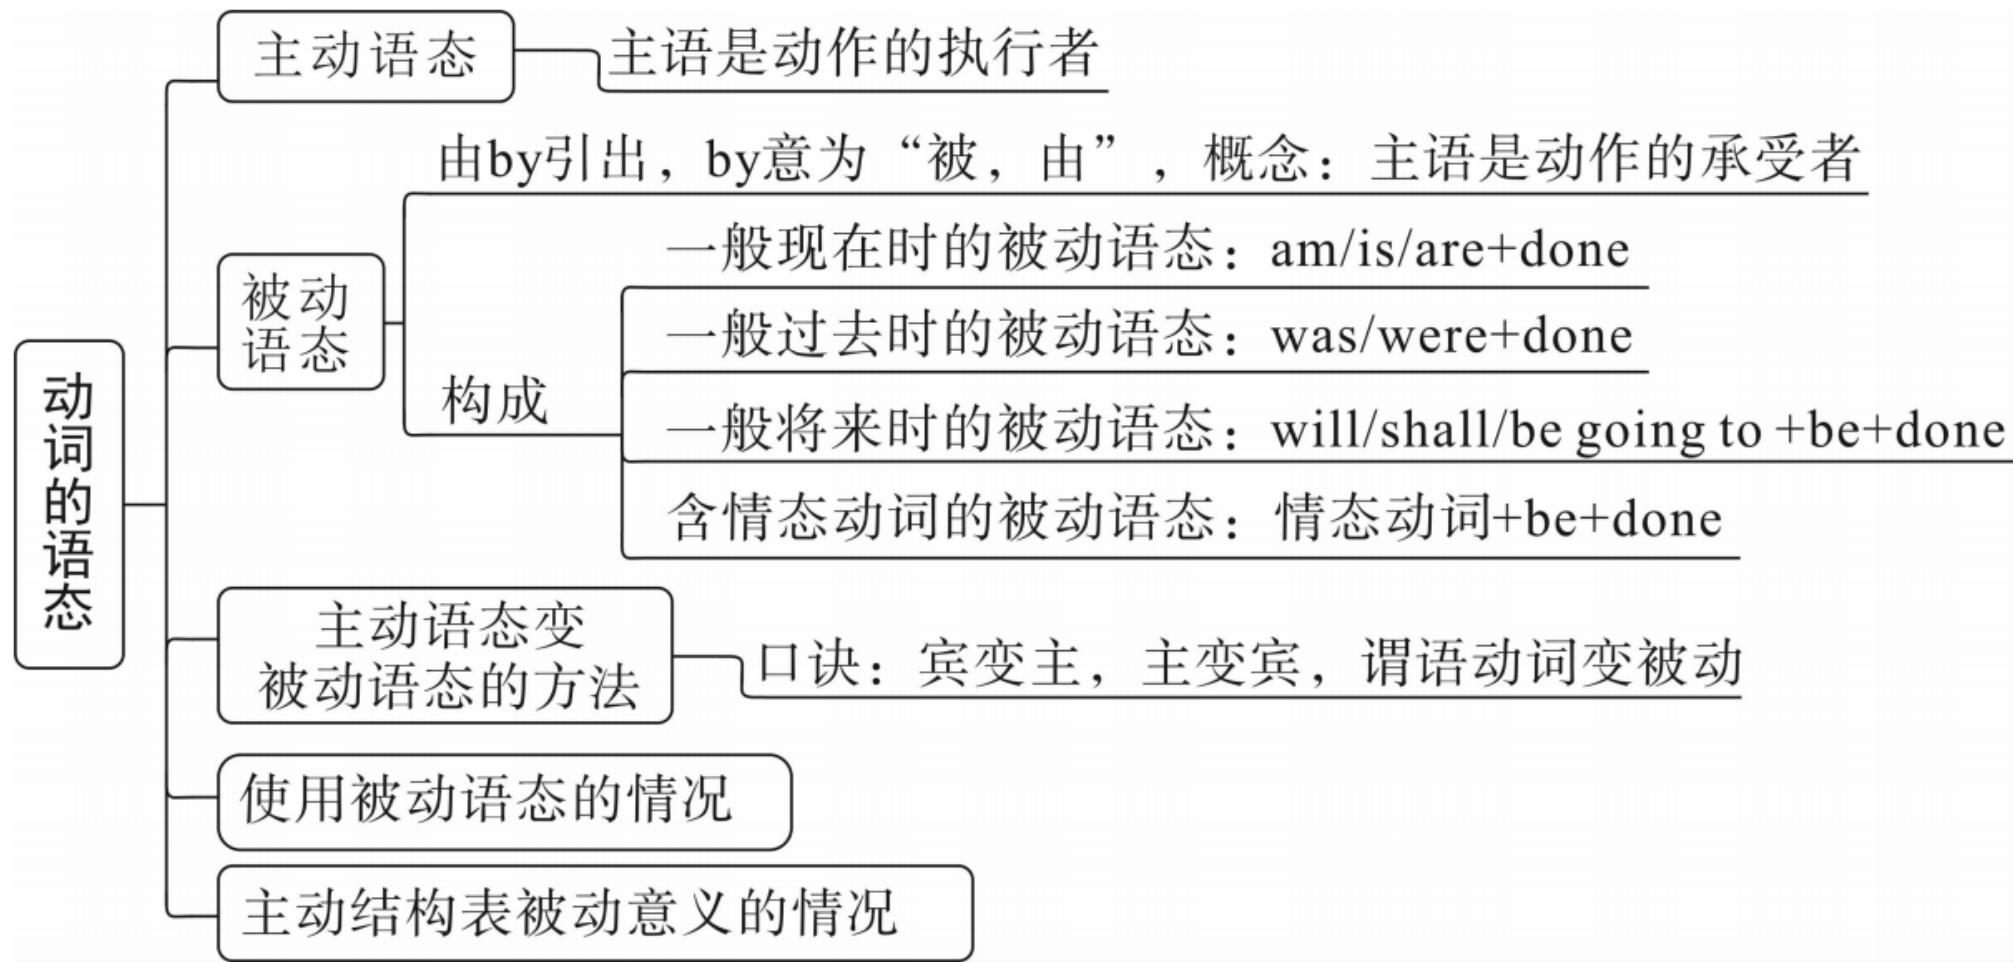 动词的语态
主动语态
主语是动作的执行者
被动
语态
由by引出，by意为“被，由”，概念：主语是动作的承受者
构成
一般现在时的被动语态：am/is/are+done
一般过去时的被动语态：was/were+done
一般将来时的被动语态：will/shall/be going to +be+done
含情态动词的被动语态：情态动词+be+done
主动语态变
被动语态的方法
口诀：宾变主，主变宾，谓语动词变被动
使用被动语态的情况
主动结构表被动意义的情况